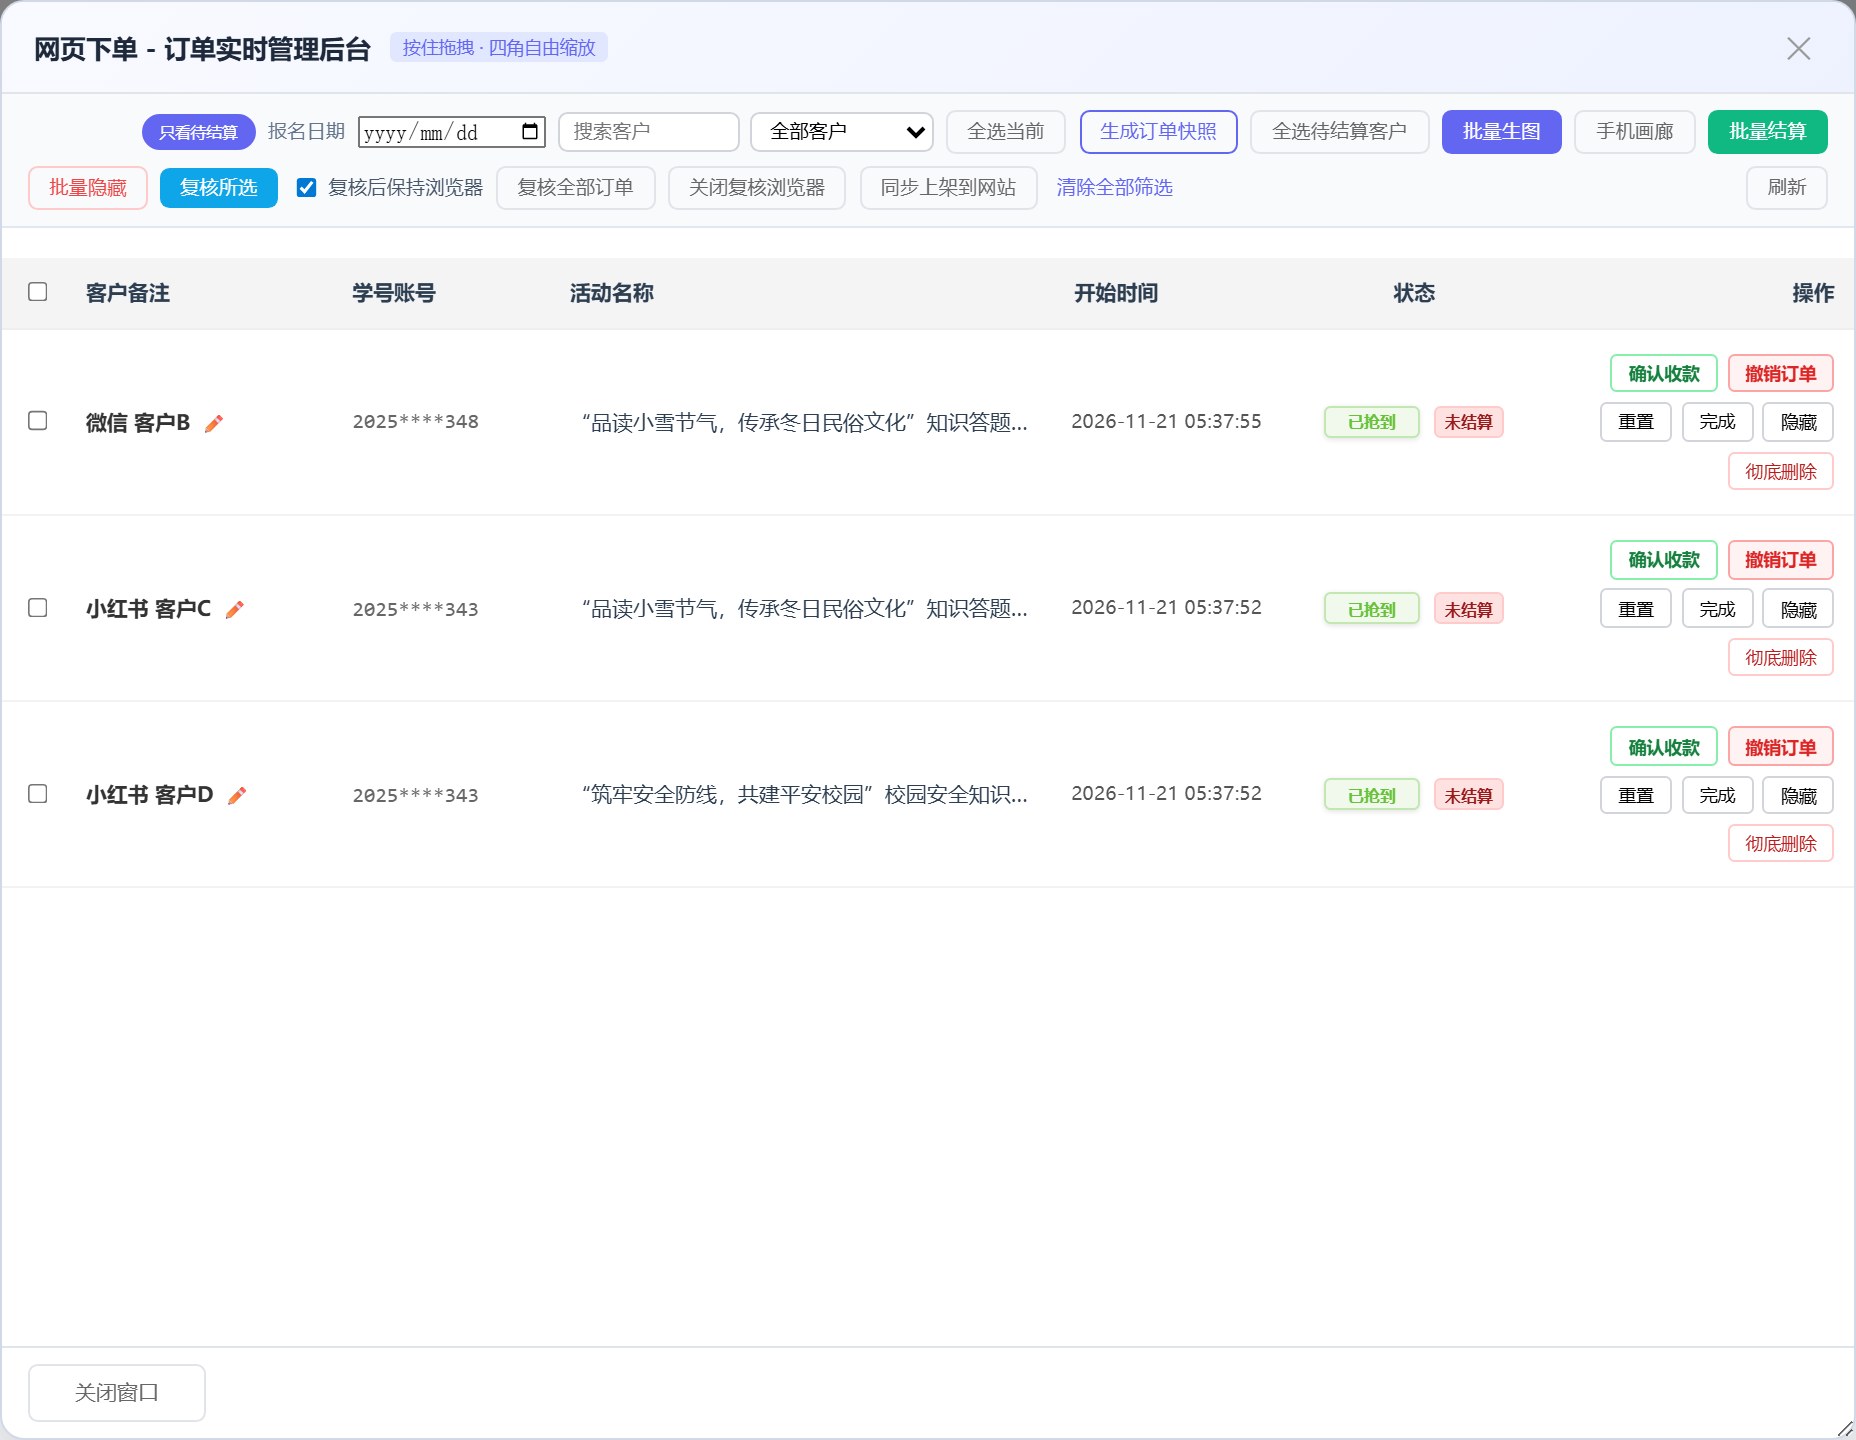 网页下单 - 订单实时管理后台 按住拖拽 · 四角自由缩放
只看待结算 报名日期 yyyy/mm/dd 搜索客户 全部客户 全选当前 生成订单快照 全选待结算客户 批量生图 手机画廊 批量结算
批量隐藏 复核所选 复核后保持浏览器 复核全部订单 关闭复核浏览器 同步上架到网站 清除全部筛选 刷新
客户备注 学号账号 活动名称 开始时间 状态 操作
确认收款 撤销订单
微信 客户B 2025****348 “品读小雪节气，传承冬日民俗文化”知识答题... 2026-11-21 05:37:55 已抢到 未结算 重置 完成 隐藏
彻底删除
确认收款 撤销订单
小红书 客户C 2025****343 “品读小雪节气，传承冬日民俗文化”知识答题... 2026-11-21 05:37:52 已抢到 未结算 重置 完成 隐藏
彻底删除
确认收款 撤销订单
小红书 客户D 2025****343 “筑牢安全防线，共建平安校园”校园安全知识... 2026-11-21 05:37:52 已抢到 未结算 重置 完成 隐藏
彻底删除
关闭窗口